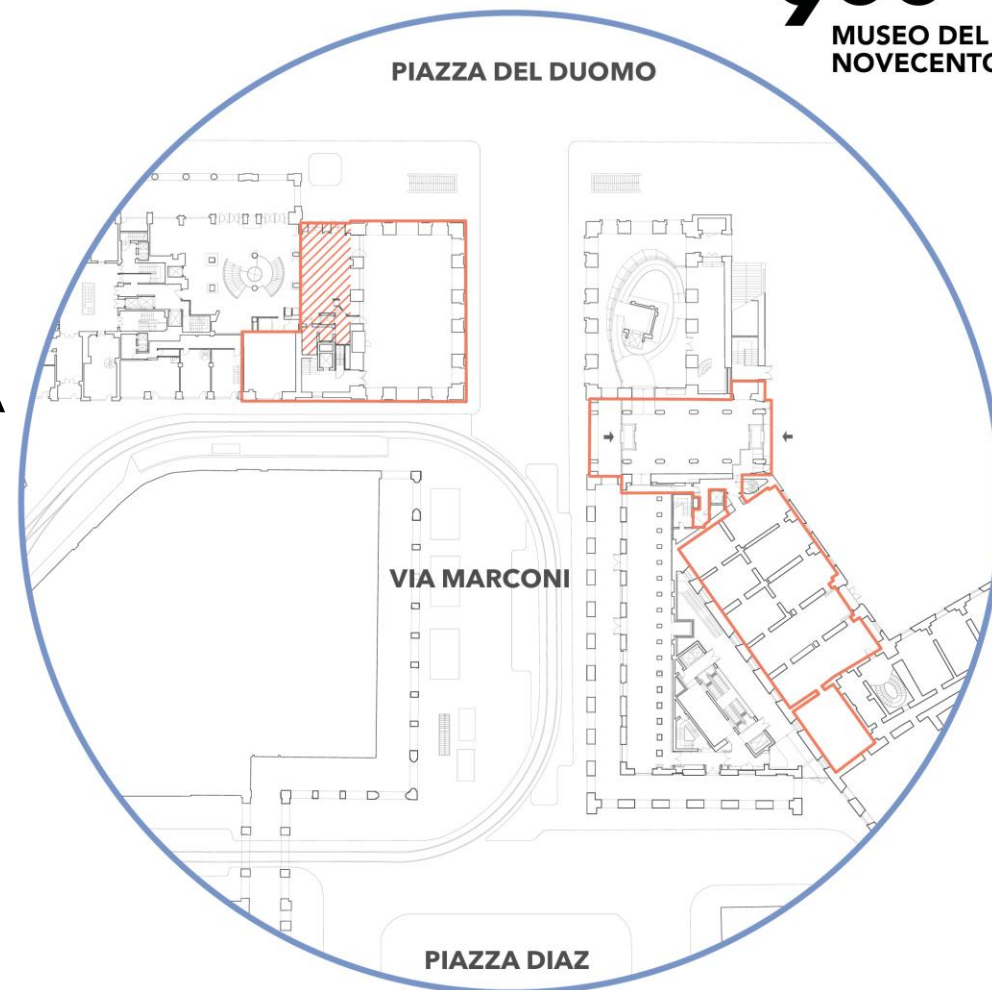 MUSEO DEL
NOVECENTO
PIAZZA DEL DUOMO
VIA MARCONI
PIAZZA DIAZ